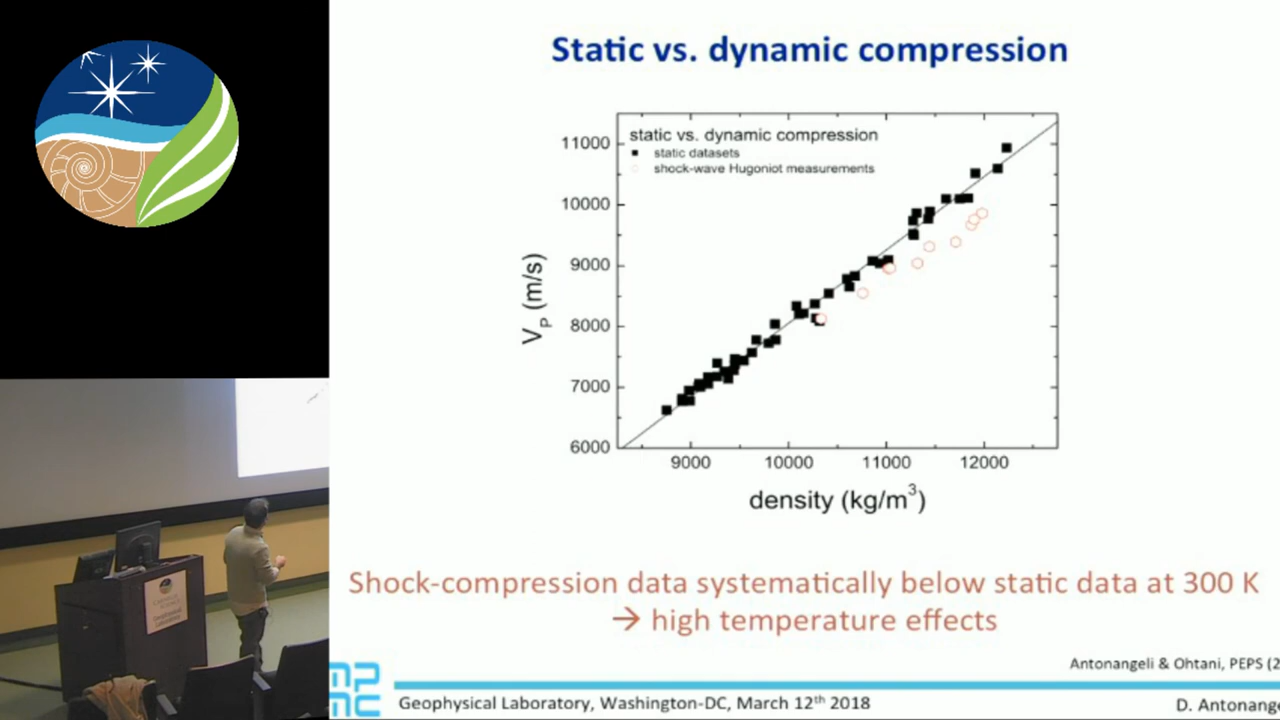 Static vs. dynamic compression
static vs. dynamic compression
static datasets
shock-wave Hugoniot measurements
11000
10000
9000
8000
7000
6000
V_P (m/s)
9000 10000 11000 12000
density (kg/m³)
Shock-compression data systematically below static data at 300 K
→ high temperature effects
Antonangeli & Ohtani, PEPS (2
Geophysical Laboratory, Washington-DC, March 12th 2018
D. Antonange